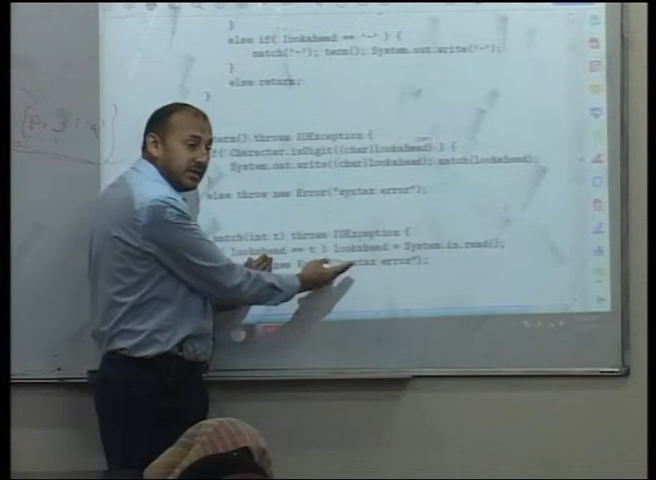 }
else if( lookahead == '-' ) {
match('-'); term(); System.out.write('-');
}
else return;
}
term() throws IOException {
if( Character.isDigit((char)lookahead) ) {
System.out.write((char)lookahead); match(lookahead);
else throw new Error("syntax error");
match(int t) throws IOException {
lookahead == t ) lookahead = System.in.read();
new error");